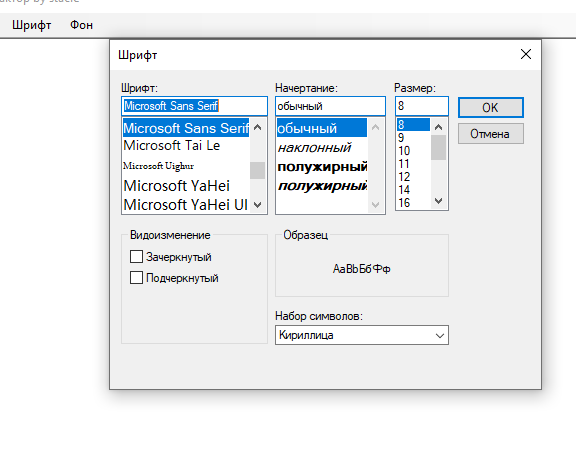 by stacie
Шрифт Фон
Шрифт
Шрифт: Начертание: Размер:
Microsoft Sans Serif обычный 8 OK
Microsoft Sans Serif обычный 8
Microsoft Tai Le наклонный 9 Отмена
Microsoft Uighur полужирный 10
Microsoft YaHei полужирный 11
Microsoft YaHei UI 12
14
16
Видоизменение Образец
Зачеркнутый
Подчеркнутый
AaBbБбФф
Набор символов:
Кириллица